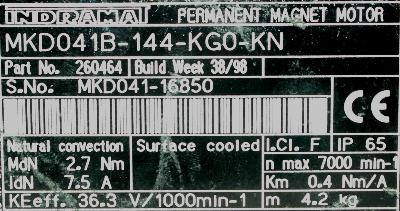 INDRAMAT PERMANENT MAGNET MOTOR
MKD041B-144-KG0-KN
Part No. 260464 Build Week 38/98
S.No. MKD041-16850
CE
Natural convection Surface cooled I.Cl. F IP 65
MdN 2.7 Nm n max 7000 min-1
IdN 7.5 A Km 0.4 Nm/A
KEeff. 36.3 V/1000min-1 m 4.2 kg